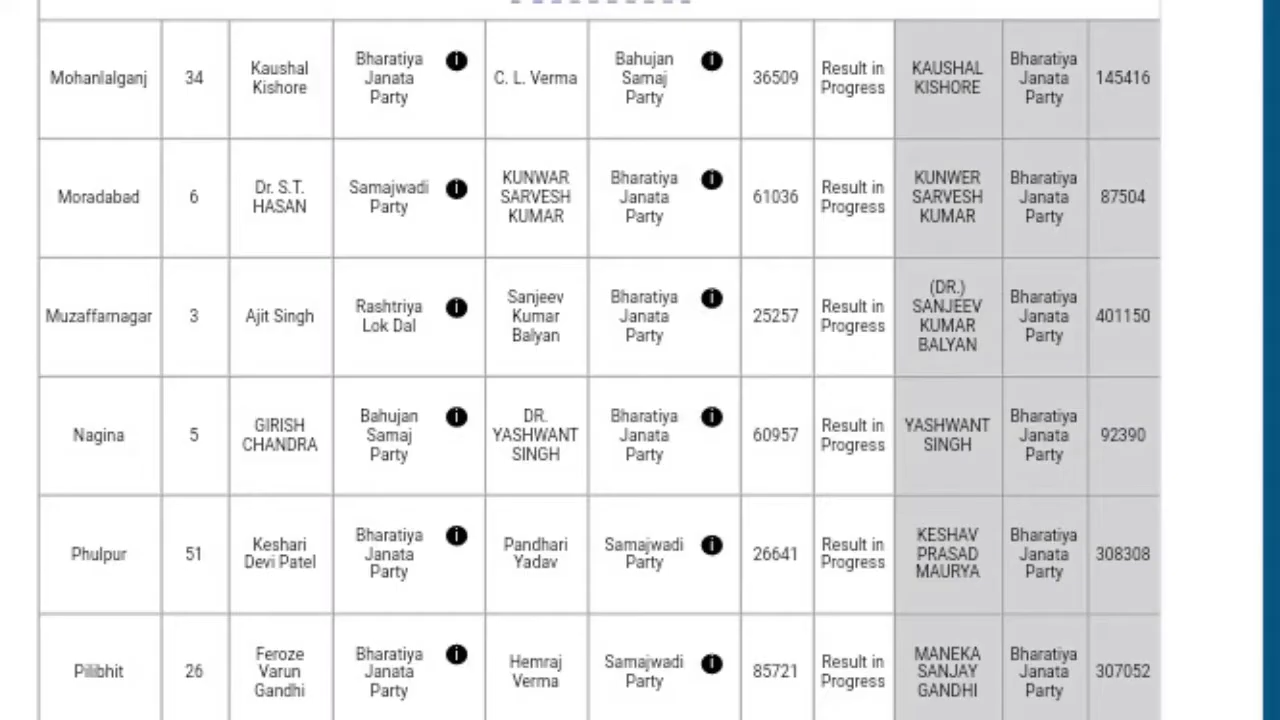 Mohanlalganj 34 Kaushal Kishore Bharatiya Janata Party i C. L. Verma Bahujan Samaj Party i 36509 Result in Progress KAUSHAL KISHORE Bharatiya Janata Party 145416
Moradabad 6 Dr. S.T. HASAN Samajwadi Party i KUNWAR SARVESH KUMAR Bharatiya Janata Party i 61036 Result in Progress KUNWER SARVESH KUMAR Bharatiya Janata Party 87504
Muzaffarnagar 3 Ajit Singh Rashtriya Lok Dal i Sanjeev Kumar Balyan Bharatiya Janata Party i 25257 Result in Progress (DR.) SANJEEV KUMAR BALYAN Bharatiya Janata Party 401150
Nagina 5 GIRISH CHANDRA Bahujan Samaj Party i DR. YASHWANT SINGH Bharatiya Janata Party i 60957 Result in Progress YASHWANT SINGH Bharatiya Janata Party 92390
Phulpur 51 Keshari Devi Patel Bharatiya Janata Party i Pandhari Yadav Samajwadi Party i 26641 Result in Progress KESHAV PRASAD MAURYA Bharatiya Janata Party 308308
Pilibhit 26 Feroze Varun Gandhi Bharatiya Janata Party i Hemraj Verma Samajwadi Party i 85721 Result in Progress MANEKA SANJAY GANDHI Bharatiya Janata Party 307052